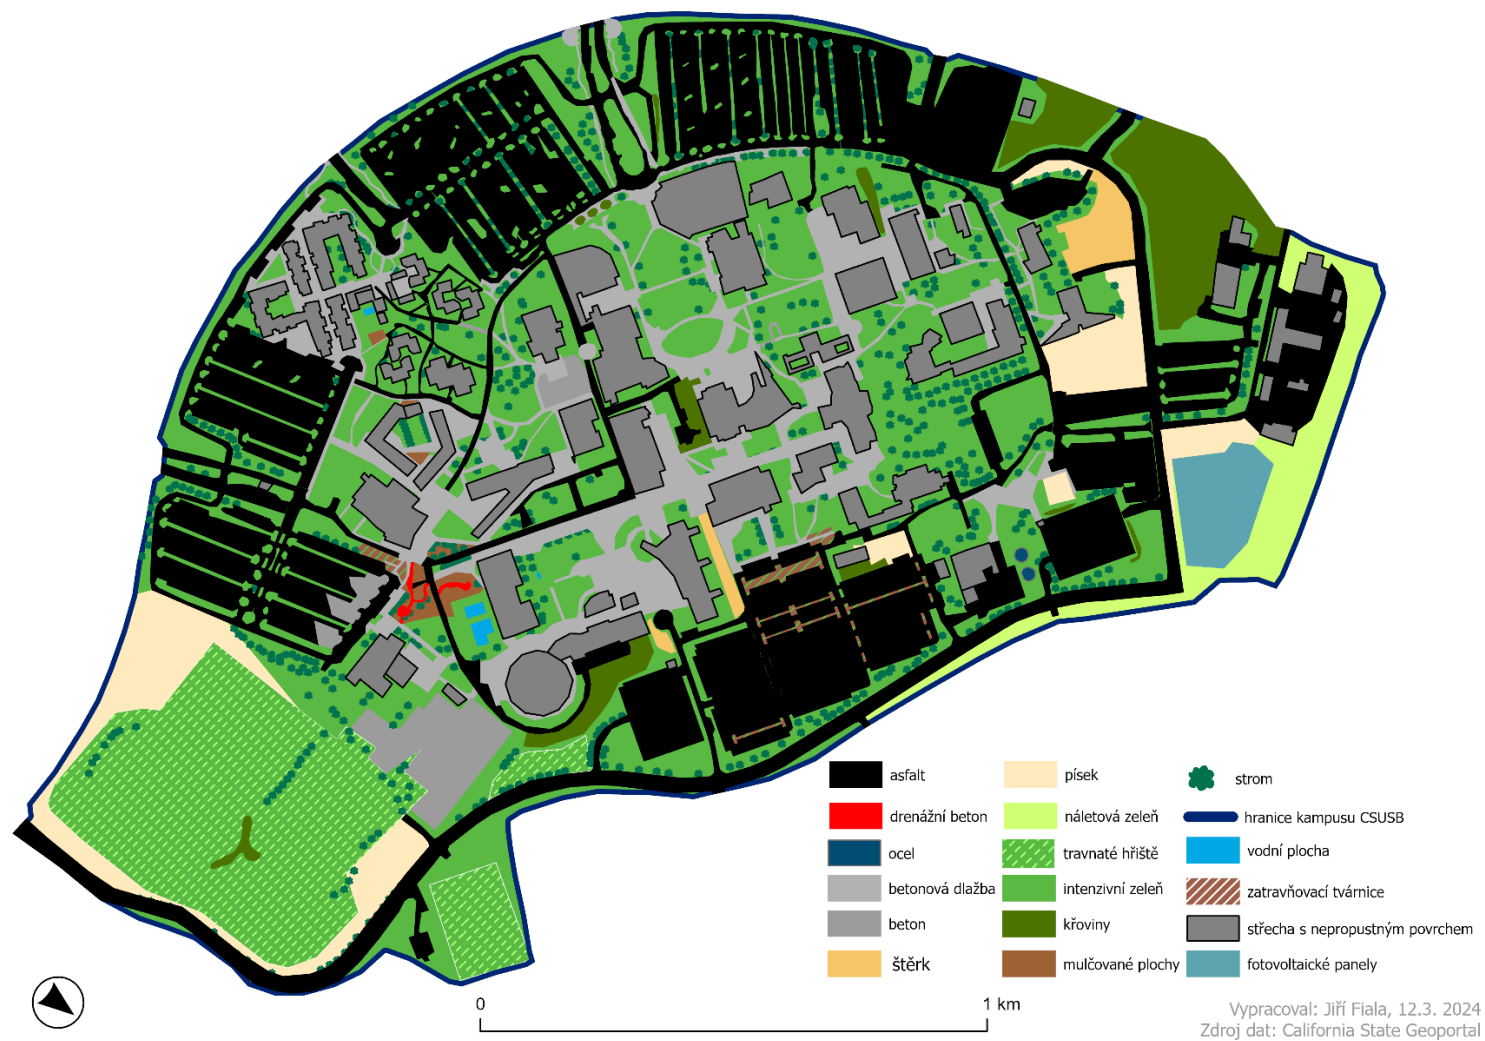 asfalt
drenážní beton
ocel
betonová dlažba
beton
štěrk
písek
náletová zeleň
travnaté hřiště
intenzivní zeleň
křoviny
mulčované plochy
strom
hranice kampusu CSUSB
vodní plocha
zatravňovací tvárnice
střecha s nepropustným povrchem
fotovoltaické panely
0
1 km
Vypracoval: Jiří Fiala, 12.3. 2024
Zdroj dat: California State Geoportal